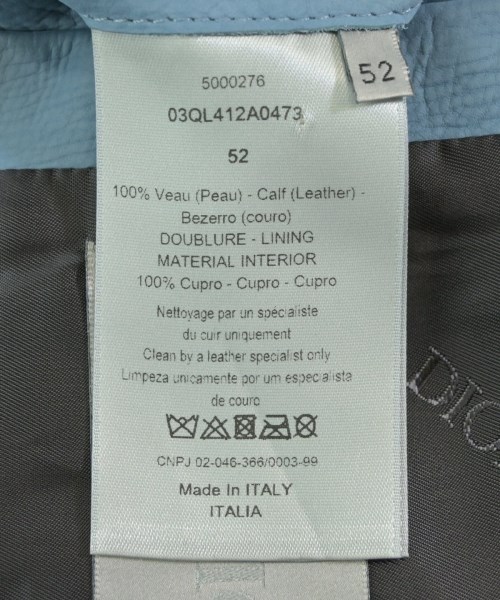 5000276
03QL412A0473
52
52
100% Veau (Peau) - Calf (Leather) -
Bezerro (couro)
DOUBLURE - LINING
MATERIAL INTERIOR
100% Cupro - Cupro - Cupro
Nettoyage par un spécialiste
du cuir uniquement
Clean by a leather specialist only
Limpeza unicamente por um especialista
de couro
CNPJ 02-046-366/0003-99
Made In ITALY
ITALIA
DIO